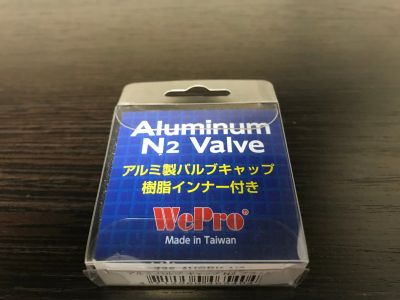 Aluminum
N2 Valve
アルミ製バルブキャップ
樹脂インナー付き
WePro®
Made in Taiwan